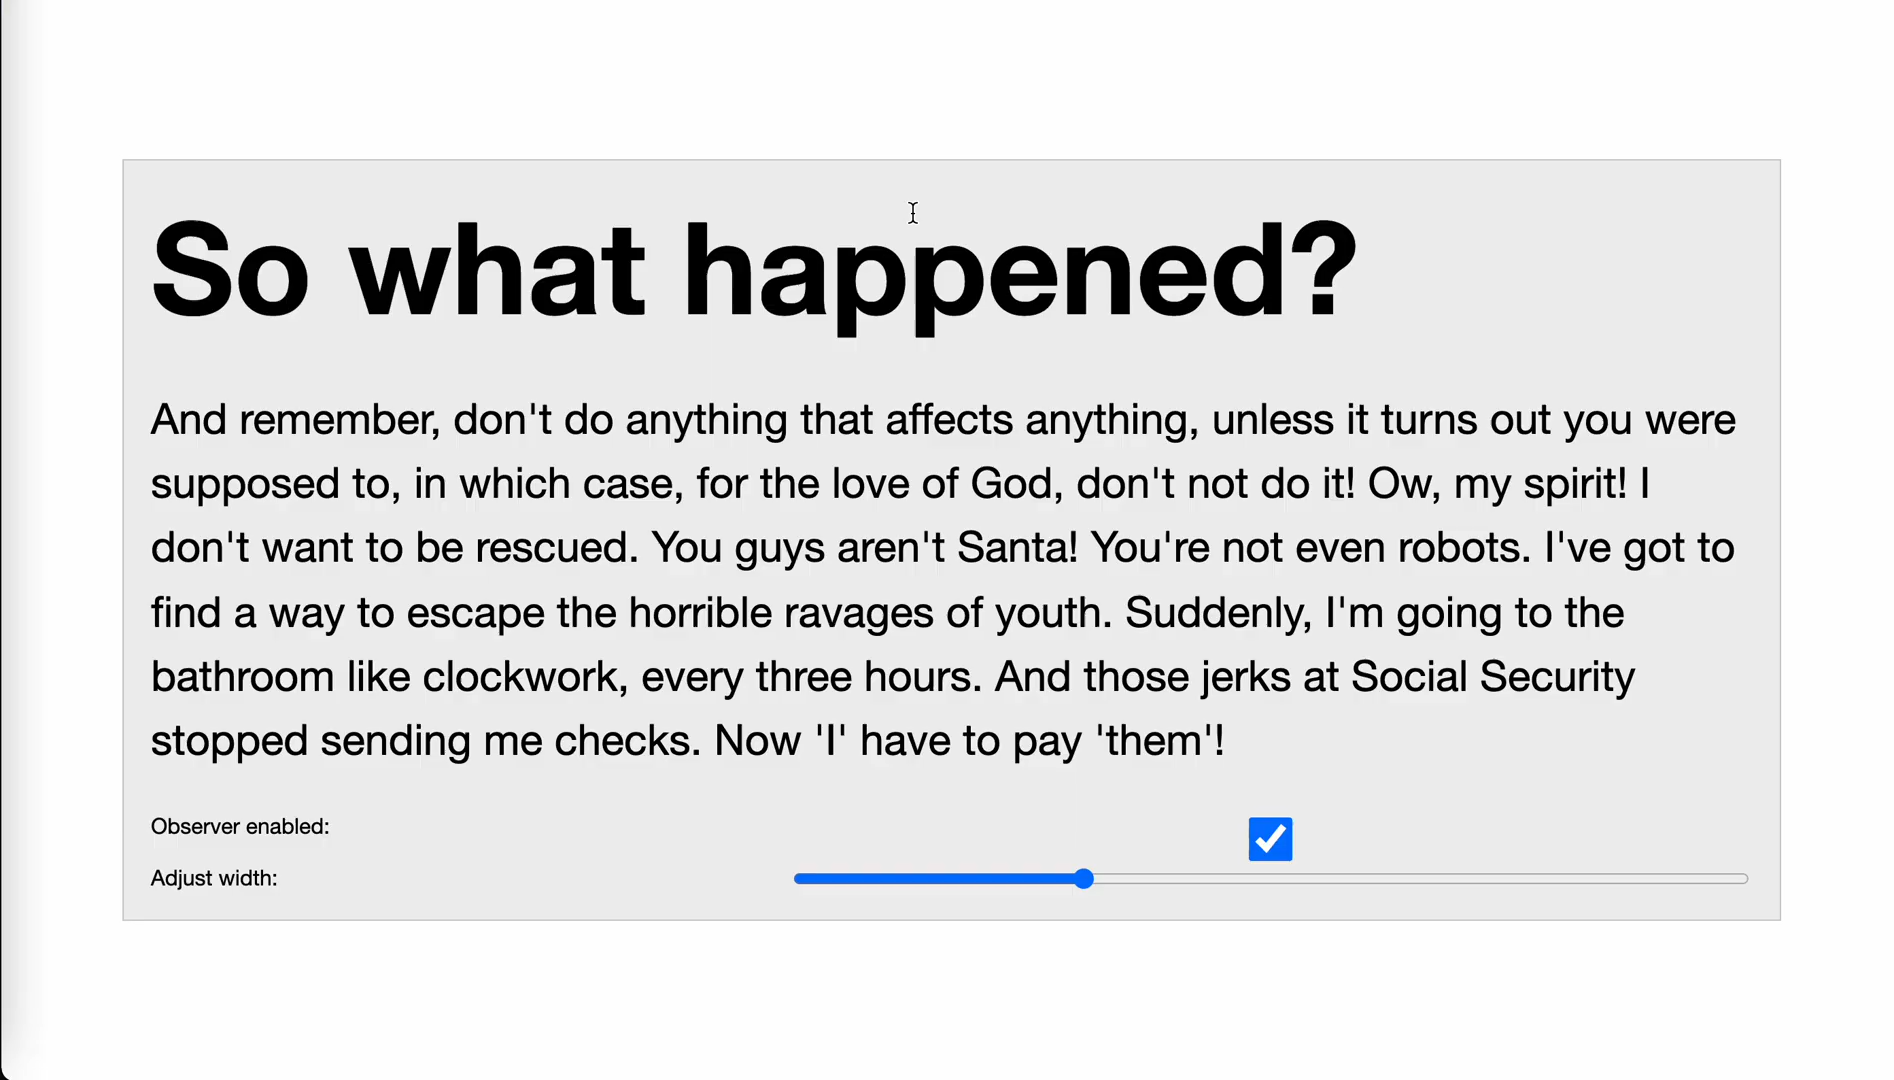 So what happened?
And remember, don't do anything that affects anything, unless it turns out you were
supposed to, in which case, for the love of God, don't not do it! Ow, my spirit! I
don't want to be rescued. You guys aren't Santa! You're not even robots. I've got to
find a way to escape the horrible ravages of youth. Suddenly, I'm going to the
bathroom like clockwork, every three hours. And those jerks at Social Security
stopped sending me checks. Now 'I' have to pay 'them'!
Observer enabled:
Adjust width: